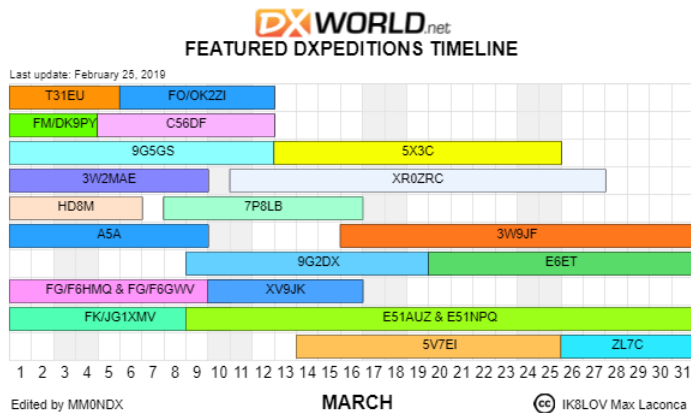 DXWORLD.net
FEATURED DXPEDITIONS TIMELINE
Last update: February 25, 2019
T31EU FO/OK2ZI
FM/DK9PY C56DF
9G5GS 5X3C
3W2MAE XR0ZRC
HD8M 7P8LB
A5A 3W9JF
9G2DX E6ET
FG/F6HMQ & FG/F6GWV XV9JK
FK/JG1XMV E51AUZ & E51NPQ
5V7EI ZL7C
1 2 3 4 5 6 7 8 9 10 11 12 13 14 15 16 17 18 19 20 21 22 23 24 25 26 27 28 29 30 31
Edited by MM0NDX MARCH cc IK8LOV Max Laconca